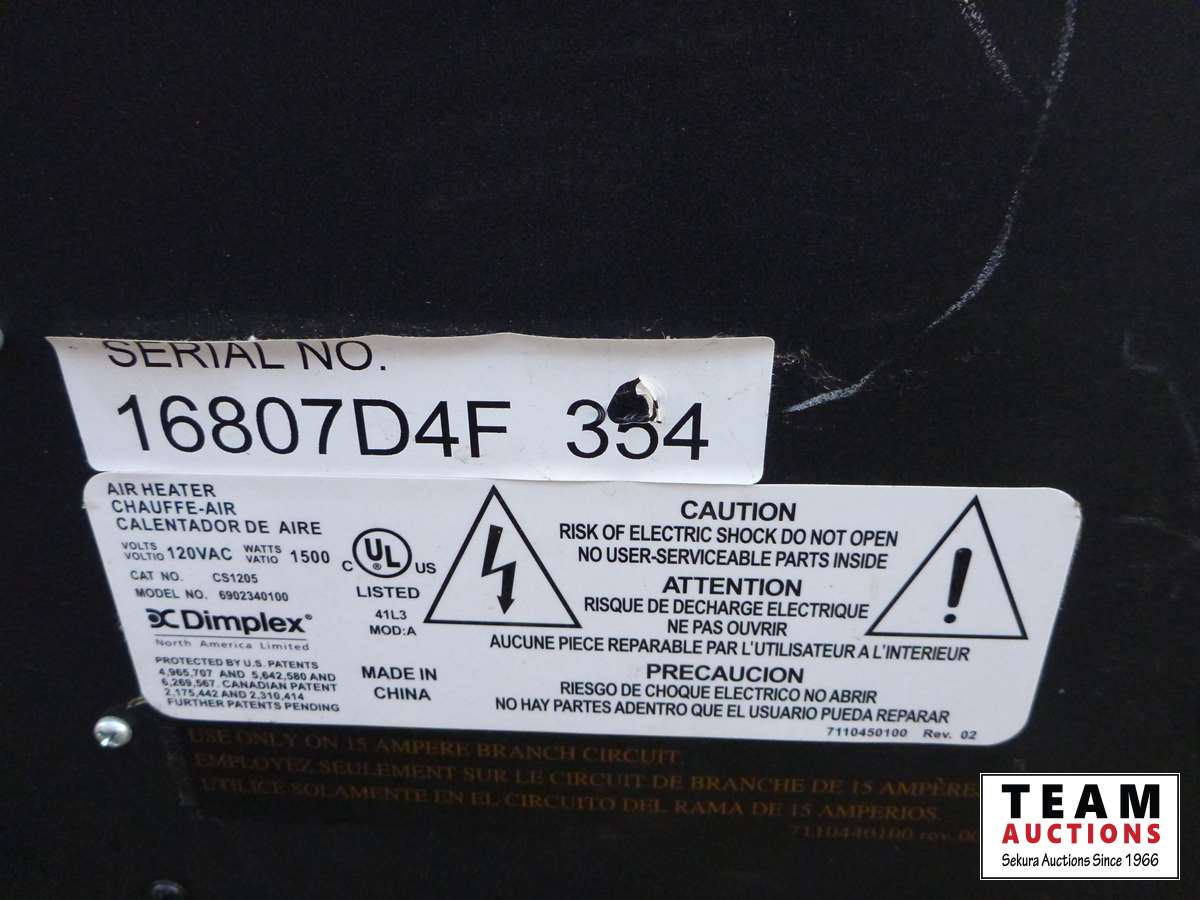 SERIAL NO.
16807D4F 354
AIR HEATER
CHAUFFE-AIR
CALENTADOR DE AIRE
VOLTS
VOLTIO 120VAC WATTS
VATIO 1500
CAT NO. CS1205
MODEL NO. 6902340100
Dimplex®
North America Limited
PROTECTED BY U.S. PATENTS
4,965,707 AND 5,642,580 AND
6,269,567. CANADIAN PATENT
2,175,442 AND 2,310,414
FURTHER PATENTS PENDING
C UL® US
LISTED
41L3
MOD:A
MADE IN
CHINA
CAUTION
RISK OF ELECTRIC SHOCK DO NOT OPEN
NO USER-SERVICEABLE PARTS INSIDE
ATTENTION
RISQUE DE DECHARGE ELECTRIQUE
NE PAS OUVRIR
AUCUNE PIECE REPARABLE PAR L'UTILISATEUR A L'INTERIEUR
PRECAUCION
RIESGO DE CHOQUE ELECTRICO NO ABRIR
NO HAY PARTES ADENTRO QUE EL USUARIO PUEDA REPARAR
7110450100 Rev. 02
USE ONLY ON 15 AMPERE BRANCH CIRCUIT.
EMPLOYEZ SEULEMENT SUR LE CIRCUIT DE BRANCHE DE 15 AMPÈRES.
UTILICE SOLAMENTE EN EL CIRCUITO DEL RAMA DE 15 AMPERIOS.
7110440100 rev.
TEAM
AUCTIONS
Sekura Auctions Since 1966